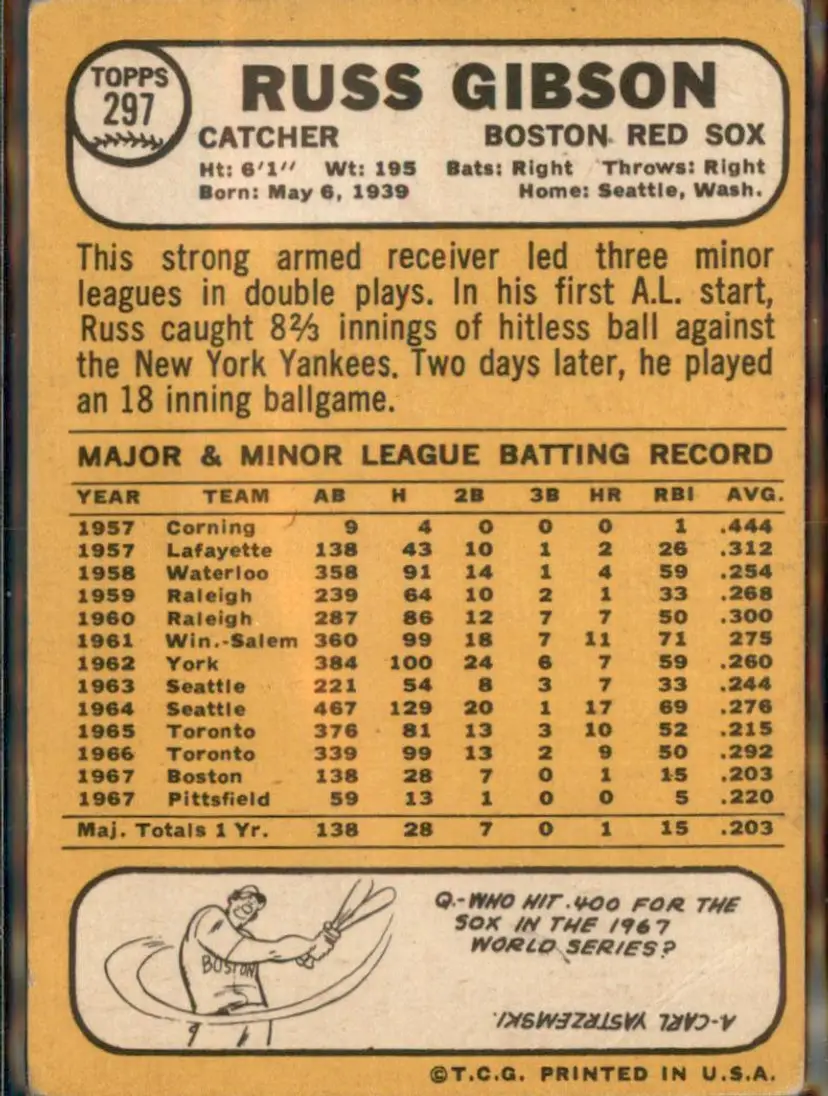 TOPPS
297
RUSS GIBSON
CATCHER BOSTON RED SOX
Ht: 6'1" Wt: 195 Bats: Right Throws: Right
Born: May 6, 1939 Home: Seattle, Wash.
This strong armed receiver led three minor
leagues in double plays. In his first A.L. start,
Russ caught 8⅔ innings of hitless ball against
the New York Yankees. Two days later, he played
an 18 inning ballgame.
MAJOR & MINOR LEAGUE BATTING RECORD
YEAR TEAM AB H 2B 3B HR RBI AVG.
1957 Corning 9 4 0 0 0 1 .444
1957 Lafayette 138 43 10 1 2 26 .312
1958 Waterloo 358 91 14 1 4 59 .254
1959 Raleigh 239 64 10 2 1 33 .268
1960 Raleigh 287 86 12 7 7 50 .300
1961 Win.-Salem 360 99 18 7 11 71 275
1962 York 384 100 24 6 7 59 .260
1963 Seattle 221 54 8 3 7 33 .244
1964 Seattle 467 129 20 1 17 69 .276
1965 Toronto 376 81 13 3 10 52 .215
1966 Toronto 339 99 13 2 9 50 .292
1967 Boston 138 28 7 0 1 15 .203
1967 Pittsfield 59 13 1 0 0 5 .220
Maj. Totals 1 Yr. 138 28 7 0 1 15 .203
BOSTON
Q.-WHO HIT .400 FOR THE
SOX IN THE 1967
WORLD SERIES?
A-CARL YASTRZEMSKI.
©T.C.G. PRINTED IN U.S.A.